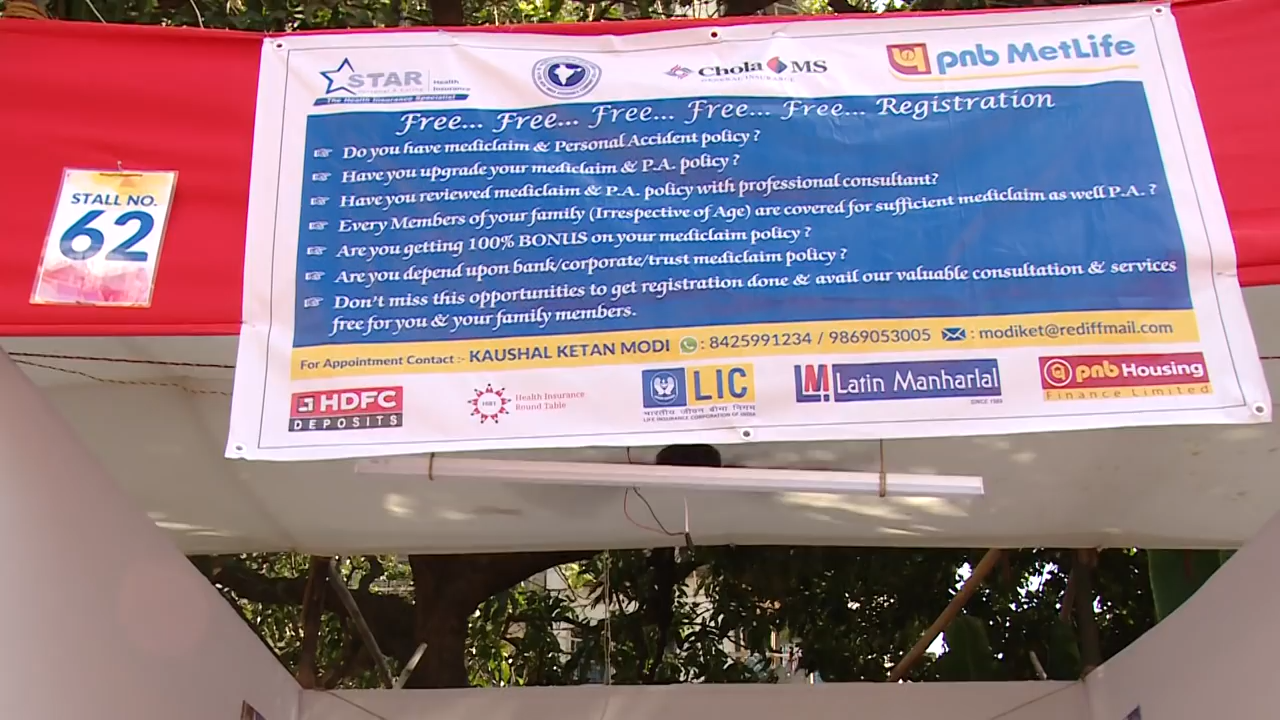 STAR Health Insurance
Personal & Caring
The Health Insurance Specialist
Chola MS
GENERAL INSURANCE
pnb MetLife
Free... Free... Free... Free... Free... Registration
Do you have mediclaim & Personal Accident policy ?
Have you upgrade your mediclaim & P.A. policy ?
Have you reviewed mediclaim & P.A. policy with professional consultant?
Every Members of your family (Irrespective of Age) are covered for sufficient mediclaim as well P.A. ?
Are you getting 100% BONUS on your mediclaim policy ?
Are you depend upon bank/corporate/trust mediclaim policy ?
Don't miss this opportunities to get registration done & avail our valuable consultation & services
free for you & your family members.
For Appointment Contact :- KAUSHAL KETAN MODI : 8425991234 / 9869053005 : modiket@rediffmail.com
HDFC
DEPOSITS
HIRT
Health Insurance
Round Table
LIC
भारतीय जीवन बीमा निगम
LIFE INSURANCE CORPORATION OF INDIA
LM Latin Manharlal
SINCE 1989
pnb Housing
Finance Limited
STALL NO.
62